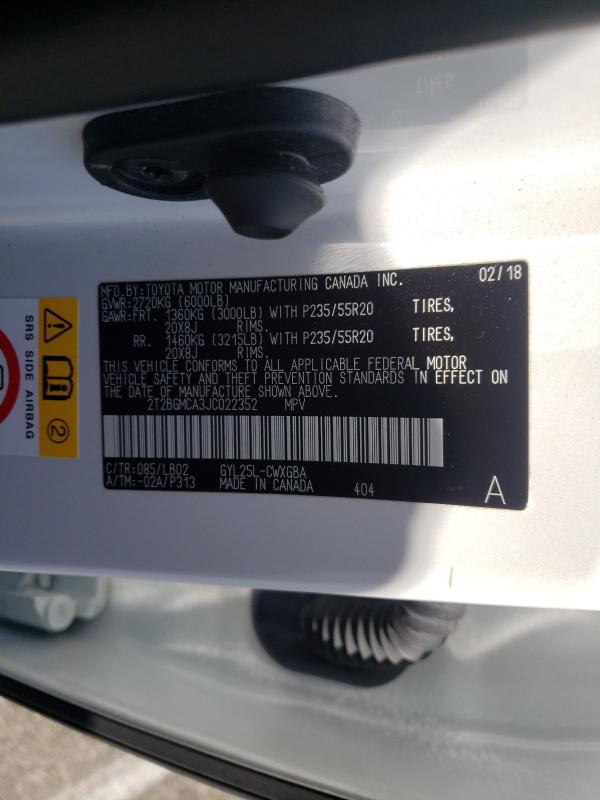 MFD.BY:TOYOTA MOTOR MANUFACTURING CANADA INC. 02/18
GVWR:2720KG (6000LB)
GAWR:FRT. 1360KG (3000LB) WITH P235/55R20 TIRES,
20X8J RIMS.
RR. 1460KG (3215LB) WITH P235/55R20 TIRES,
20X8J RIMS.
THIS VEHICLE CONFORMS TO ALL APPLICABLE FEDERAL MOTOR
VEHICLE SAFETY AND THEFT PREVENTION STANDARDS IN EFFECT ON
THE DATE OF MANUFACTURE SHOWN ABOVE.
2T2BGMCA3JC022352 MPV
C/TR:085/LB02 GYL25L-CWXGBA
A/TM:-02A/P313 MADE IN CANADA 404 A
SRS SIDE AIRBAG
2